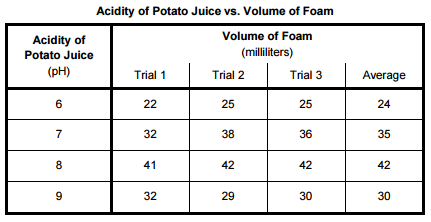 Acidity of Potato Juice vs. Volume of Foam
Acidity of
Potato Juice
(pH)
Volume of Foam
(milliliters)
Trial 1 Trial 2 Trial 3 Average
6 22 25 25 24
7 32 38 36 35
8 41 42 42 42
9 32 29 30 30